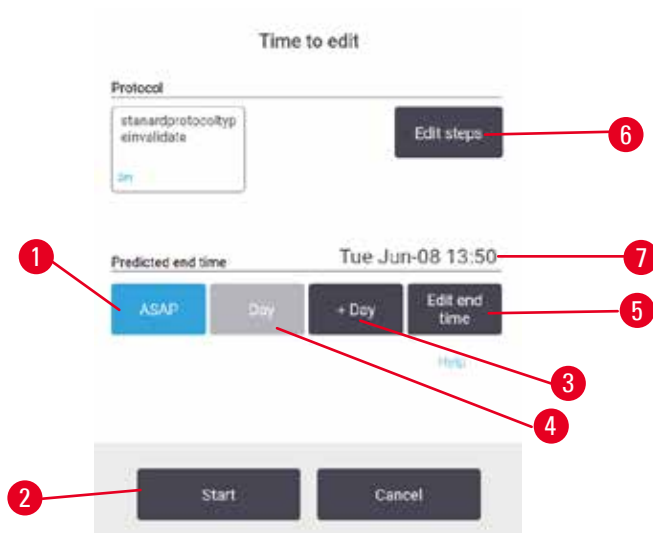 Time to edit
Protocol
stanardprotocoltyp
einvalidate
Edit steps
6
1
Predicted end time
Tue Jun-08 13:50
7
ASAP
Day
+ Day
Edit end
time
5
Help
3
4
2
Start
Cancel